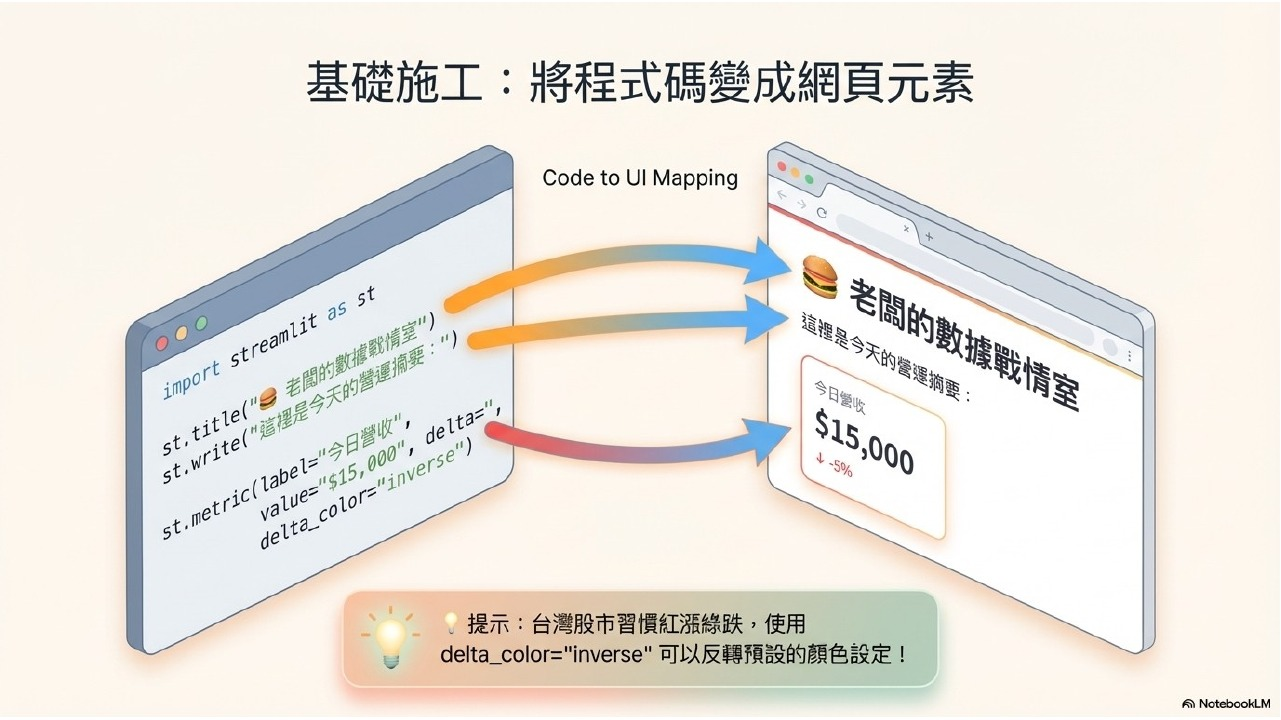 基礎施工：將程式碼變成網頁元素
Code to UI Mapping
import streamlit as st
st.title("🍔 老闆的數據戰情室")
st.write("這裡是今天的營運摘要：")
st.metric(label="今日營收",
value="$15,000", delta=",
delta_color="inverse")
🍔 老闆的數據戰情室
這裡是今天的營運摘要：
今日營收
$15,000
↓ -5%
💡 提示：台灣股市習慣紅漲綠跌，使用
delta_color="inverse" 可以反轉預設的顏色設定！
NotebookLM